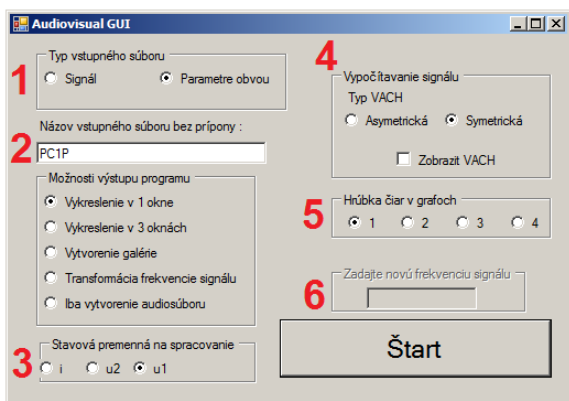 Audiovisual GUI
1
Typ vstupného súboru
Signál
Parametre obvou
2
Názov vstupného súboru bez prípony :
PC1P
Možnosti výstupu programu
Vykreslenie v 1 okne
Vykreslenie v 3 oknách
Vytvorenie galérie
Transformácia frekvencie signálu
Iba vytvorenie audiosúboru
3
Stavová premenná na spracovanie
i u2 u1
4
Vypočítavanie signálu
Typ VACH
Asymetrická Symetrická
Zobrazit VACH
5
Hrúbka čiar v grafoch
1 2 3 4
6
Zadajte novú frekvenciu signálu
Štart